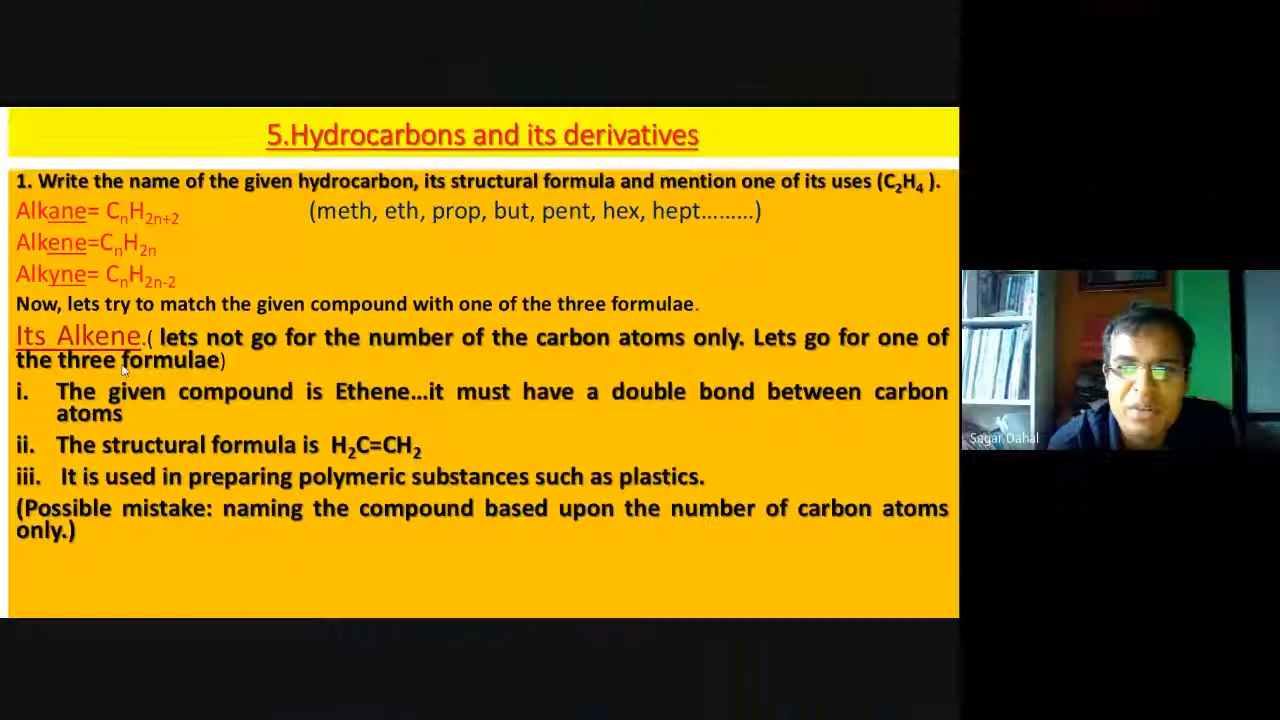 5.Hydrocarbons and its derivatives
1. Write the name of the given hydrocarbon, its structural formula and mention one of its uses (C₂H₄ ).
Alkane= CₙH₂ₙ₊₂ (meth, eth, prop, but, pent, hex, hept.........)
Alkene=CₙH₂ₙ
Alkyne= CₙH₂ₙ₋₂
Now, lets try to match the given compound with one of the three formulae.
Its Alkene.( lets not go for the number of the carbon atoms only. Lets go for one of
the three formulae)
i. The given compound is Ethene...it must have a double bond between carbon
atoms
ii. The structural formula is H₂C=CH₂
iii. It is used in preparing polymeric substances such as plastics.
(Possible mistake: naming the compound based upon the number of carbon atoms
only.)
Sagar Dahal